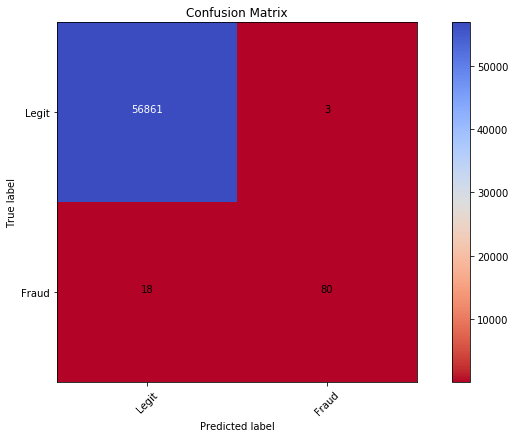 Confusion Matrix
True label
Legit
Fraud
56861
3
18
80
Legit
Fraud
Predicted label
50000
40000
30000
20000
10000